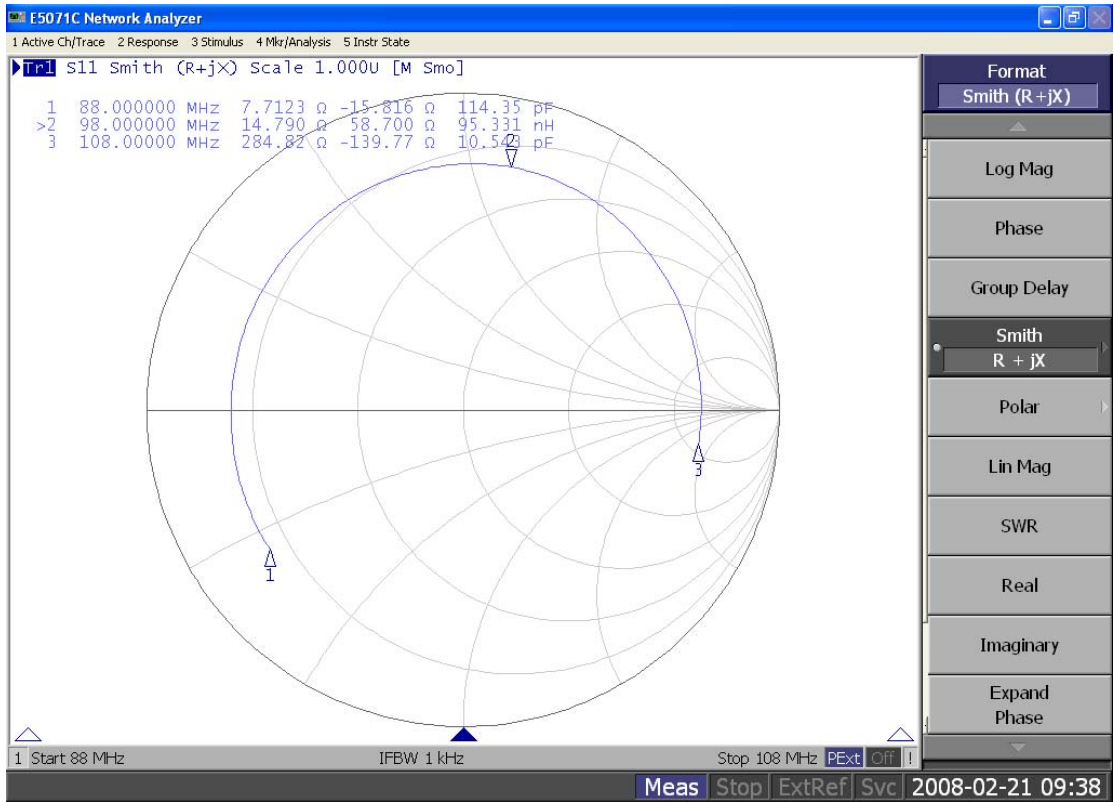 E5071C Network Analyzer
1 Active Ch/Trace 2 Response 3 Stimulus 4 Mkr/Analysis 5 Instr State
Tr1 S11 Smith (R+jX) Scale 1.000U [M Smo]
1 88.000000 MHz 7.7123 Ω -15.816 Ω 114.35 pF
>2 98.000000 MHz 14.790 Ω 58.700 Ω 95.331 nH
3 108.00000 MHz 284.82 Ω -139.77 Ω 10.543 pF
2
3
1
1 Start 88 MHz IFBW 1 kHz Stop 108 MHz PExt Off !
Format
Smith (R+jX)
Log Mag
Phase
Group Delay
Smith
R + jX
Polar
Lin Mag
SWR
Real
Imaginary
Expand
Phase
Meas Stop ExtRef Svc 2008-02-21 09:38